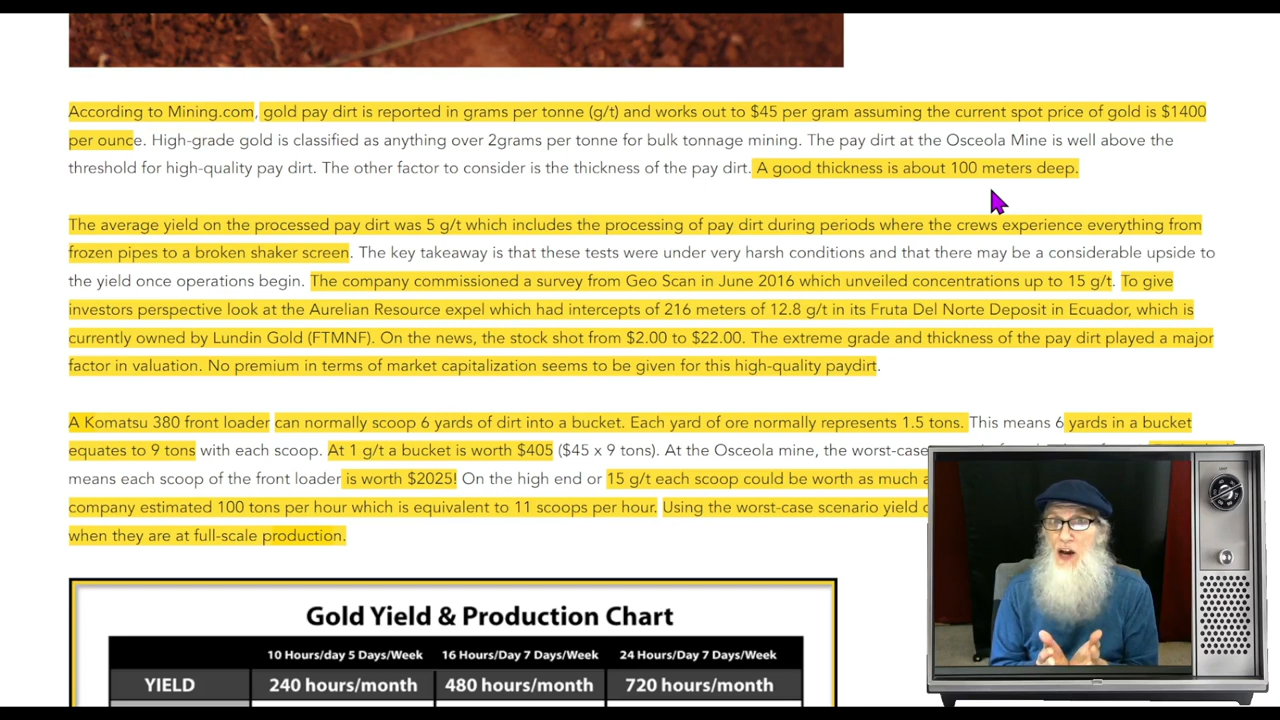 According to Mining.com, gold pay dirt is reported in grams per tonne (g/t) and works out to $45 per gram assuming the current spot price of gold is $1400
per ounce. High-grade gold is classified as anything over 2grams per tonne for bulk tonnage mining. The pay dirt at the Osceola Mine is well above the
threshold for high-quality pay dirt. The other factor to consider is the thickness of the pay dirt. A good thickness is about 100 meters deep.
The average yield on the processed pay dirt was 5 g/t which includes the processing of pay dirt during periods where the crews experience everything from
frozen pipes to a broken shaker screen. The key takeaway is that these tests were under very harsh conditions and that there may be a considerable upside to
the yield once operations begin. The company commissioned a survey from Geo Scan in June 2016 which unveiled concentrations up to 15 g/t. To give
investors perspective look at the Aurelian Resource expel which had intercepts of 216 meters of 12.8 g/t in its Fruta Del Norte Deposit in Ecuador, which is
currently owned by Lundin Gold (FTMNF). On the news, the stock shot from $2.00 to $22.00. The extreme grade and thickness of the pay dirt played a major
factor in valuation. No premium in terms of market capitalization seems to be given for this high-quality paydirt.
A Komatsu 380 front loader can normally scoop 6 yards of dirt into a bucket. Each yard of ore normally represents 1.5 tons. This means 6 yards in a bucket
equates to 9 tons with each scoop. At 1 g/t a bucket is worth $405 ($45 x 9 tons). At the Osceola mine, the worst-case
means each scoop of the front loader is worth $2025! On the high end or 15 g/t each scoop could be worth as much
company estimated 100 tons per hour which is equivalent to 11 scoops per hour. Using the worst-case scenario yield
when they are at full-scale production.
Gold Yield & Production Chart
10 Hours/day 5 Days/Week 16 Hours/Day 7 Days/Week 24 Hours/Day 7 Days/Week
YIELD 240 hours/month 480 hours/month 720 hours/month